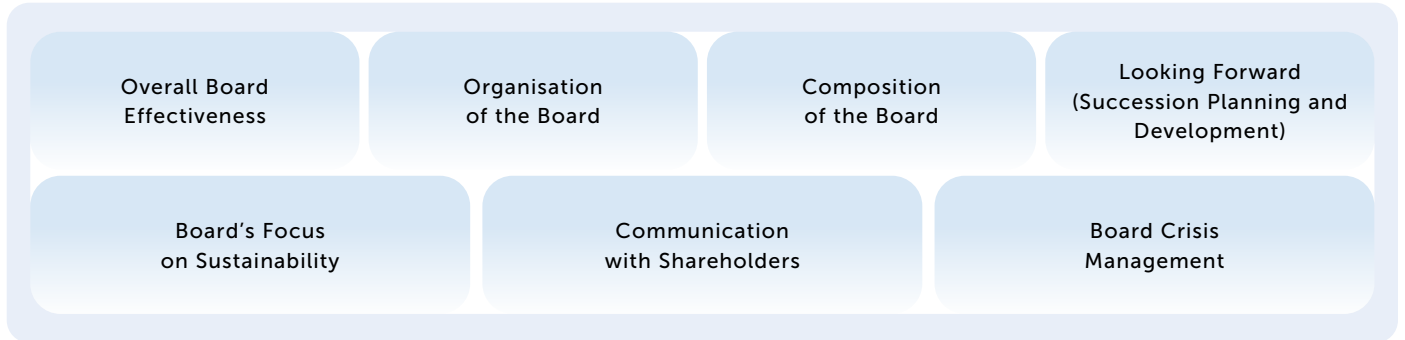 Overall Board
Effectiveness
Organisation
of the Board
Composition
of the Board
Looking Forward
(Succession Planning and
Development)
Board’s Focus
on Sustainability
Communication
with Shareholders
Board Crisis
Management